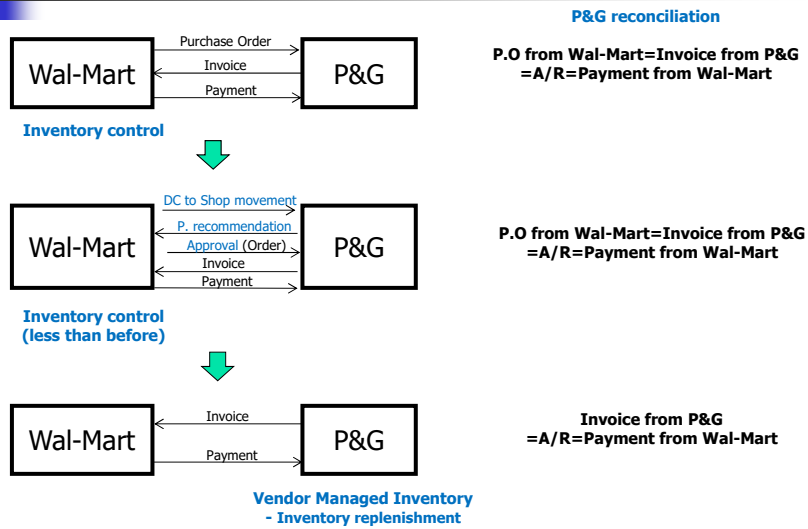 P&G reconciliation
Purchase Order
Wal-Mart
Invoice
P&G
Payment
P.O from Wal-Mart=Invoice from P&G
=A/R=Payment from Wal-Mart
Inventory control
DC to Shop movement
P. recommendation
Wal-Mart
Approval (Order)
P&G
Invoice
Payment
P.O from Wal-Mart=Invoice from P&G
=A/R=Payment from Wal-Mart
Inventory control
(less than before)
Invoice
Wal-Mart
P&G
Payment
Invoice from P&G
=A/R=Payment from Wal-Mart
Vendor Managed Inventory
- Inventory replenishment